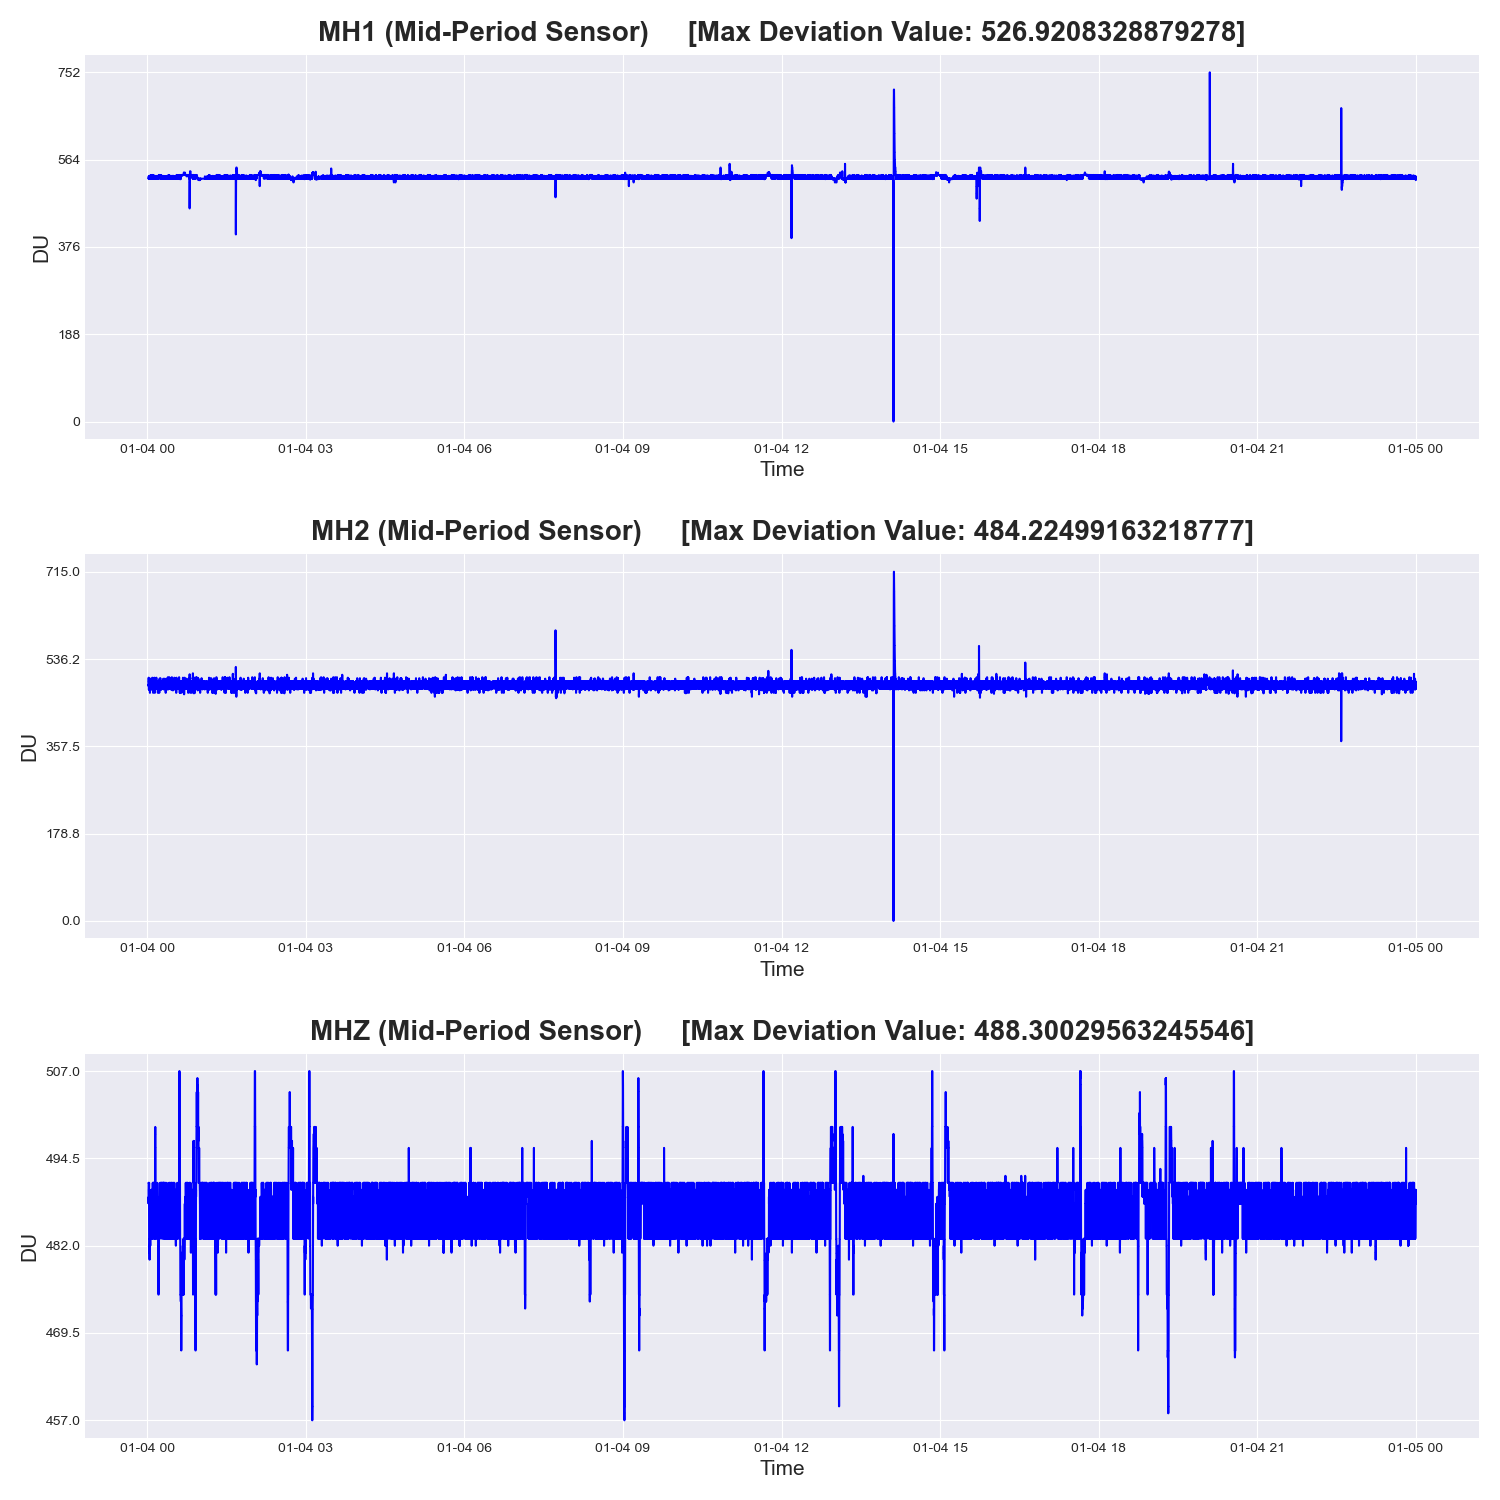 MH1 (Mid-Period Sensor) [Max Deviation Value: 526.9208328879278]
752
564
376
188
0
DU
01-04 00 01-04 03 01-04 06 01-04 09 01-04 12 01-04 15 01-04 18 01-04 21 01-05 00
Time
MH2 (Mid-Period Sensor) [Max Deviation Value: 484.22499163218777]
715.0
536.2
357.5
178.8
0.0
DU
01-04 00 01-04 03 01-04 06 01-04 09 01-04 12 01-04 15 01-04 18 01-04 21 01-05 00
Time
MHZ (Mid-Period Sensor) [Max Deviation Value: 488.30029563245546]
507.0
494.5
482.0
469.5
457.0
DU
01-04 00 01-04 03 01-04 06 01-04 09 01-04 12 01-04 15 01-04 18 01-04 21 01-05 00
Time